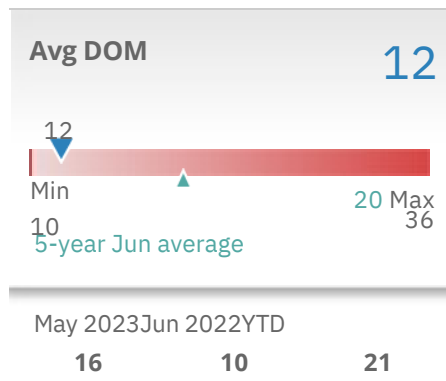 Avg DOM 12
12
Min
20 Max
10 36
5-year Jun average
May 2023Jun 2022YTD
16 10 21